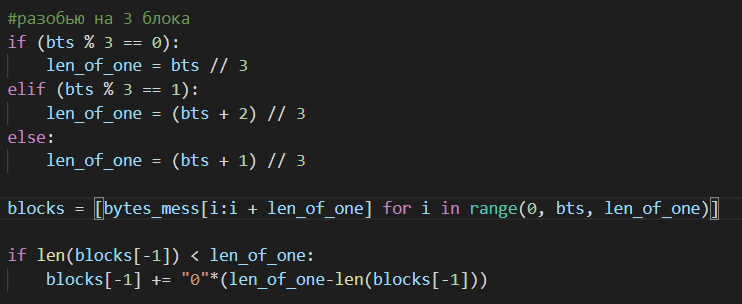 #разобью на 3 блока
if (bts % 3 == 0):
    len_of_one = bts // 3
elif (bts % 3 == 1):
    len_of_one = (bts + 2) // 3
else:
    len_of_one = (bts + 1) // 3

blocks = [bytes_mess[i:i + len_of_one] for i in range(0, bts, len_of_one)]

if len(blocks[-1]) < len_of_one:
    blocks[-1] += "0"*(len_of_one-len(blocks[-1]))